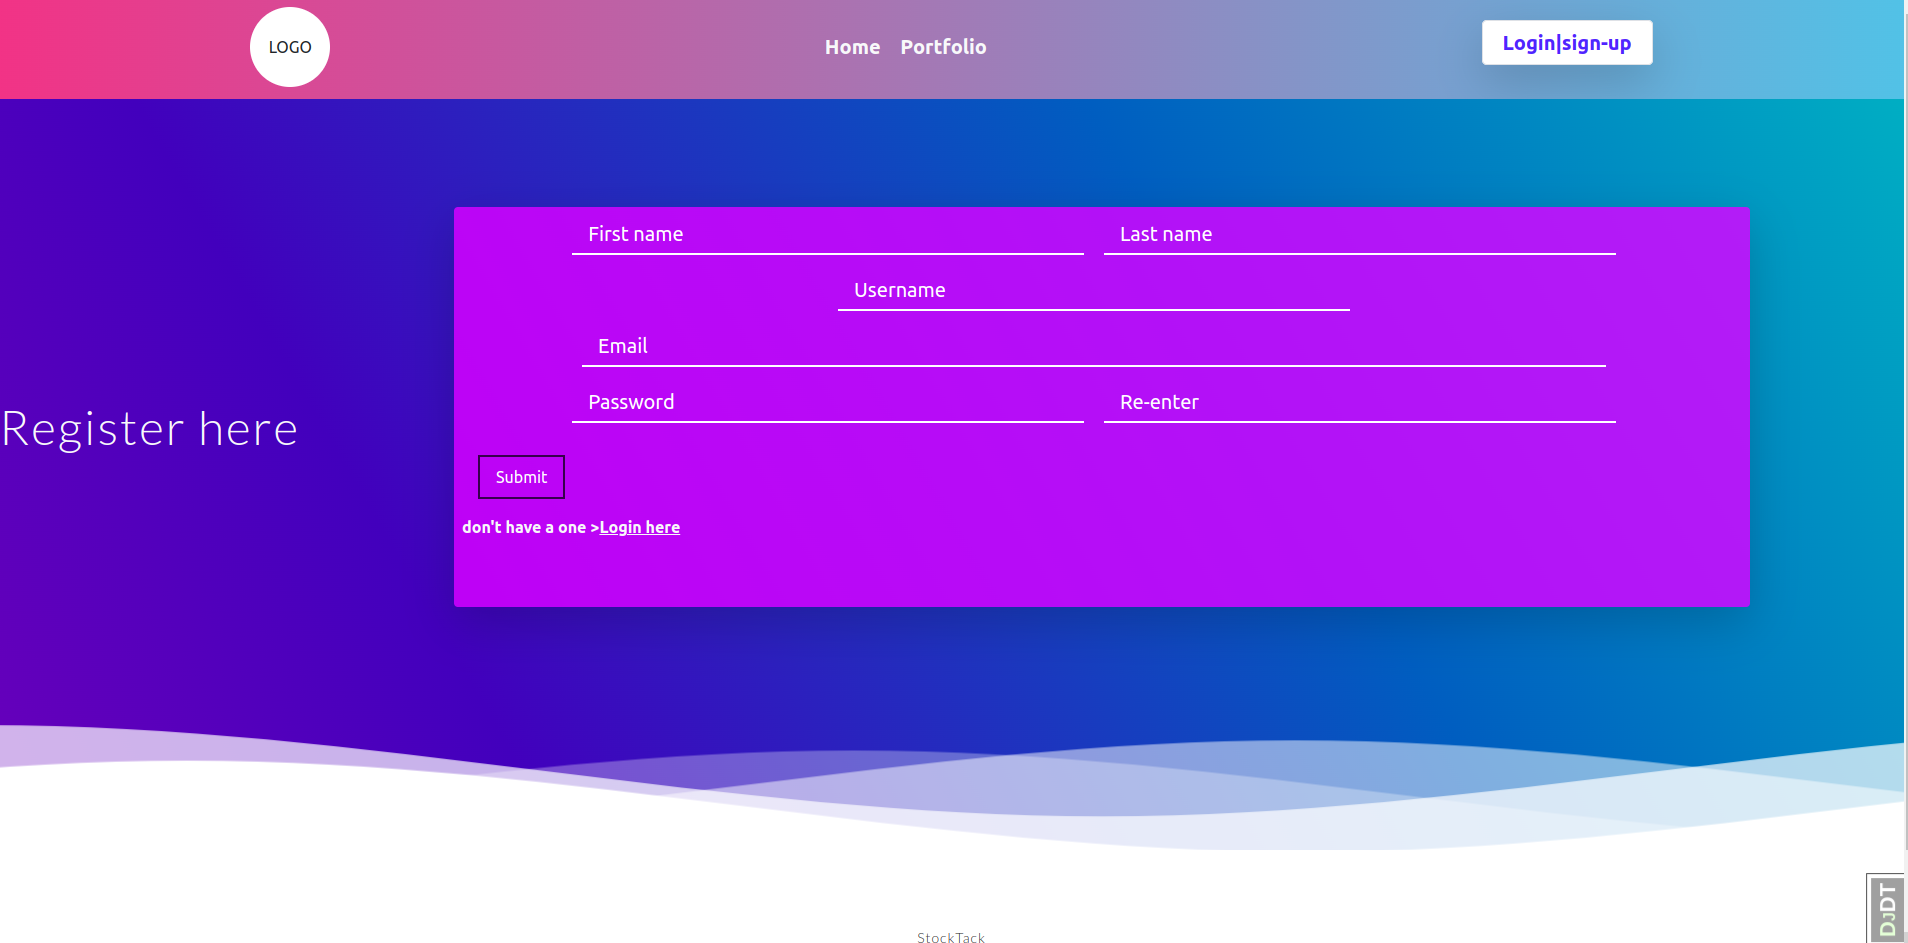 LOGO
Home Portfolio
Login|sign-up
First name Last name
Username
Email
Password Re-enter
Register here
Submit
don't have a one >Login here
DJDT
StockTack